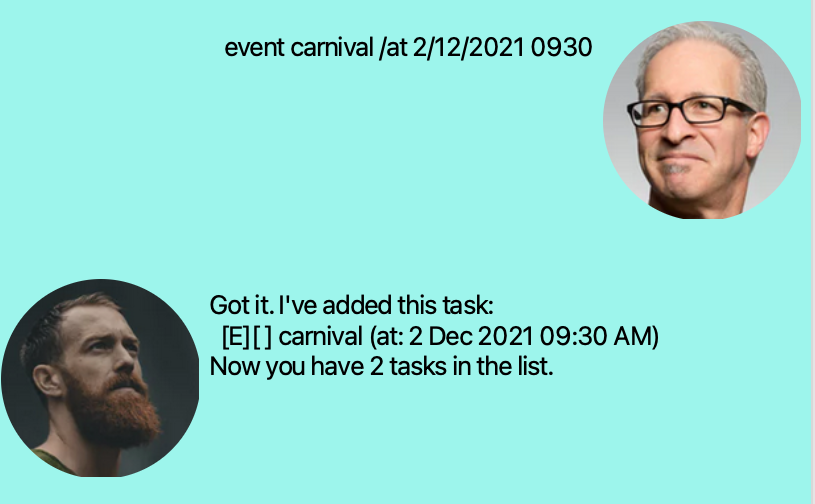 event carnival /at 2/12/2021 0930
Got it. I've added this task:
[E][ ] carnival (at: 2 Dec 2021 09:30 AM)
Now you have 2 tasks in the list.